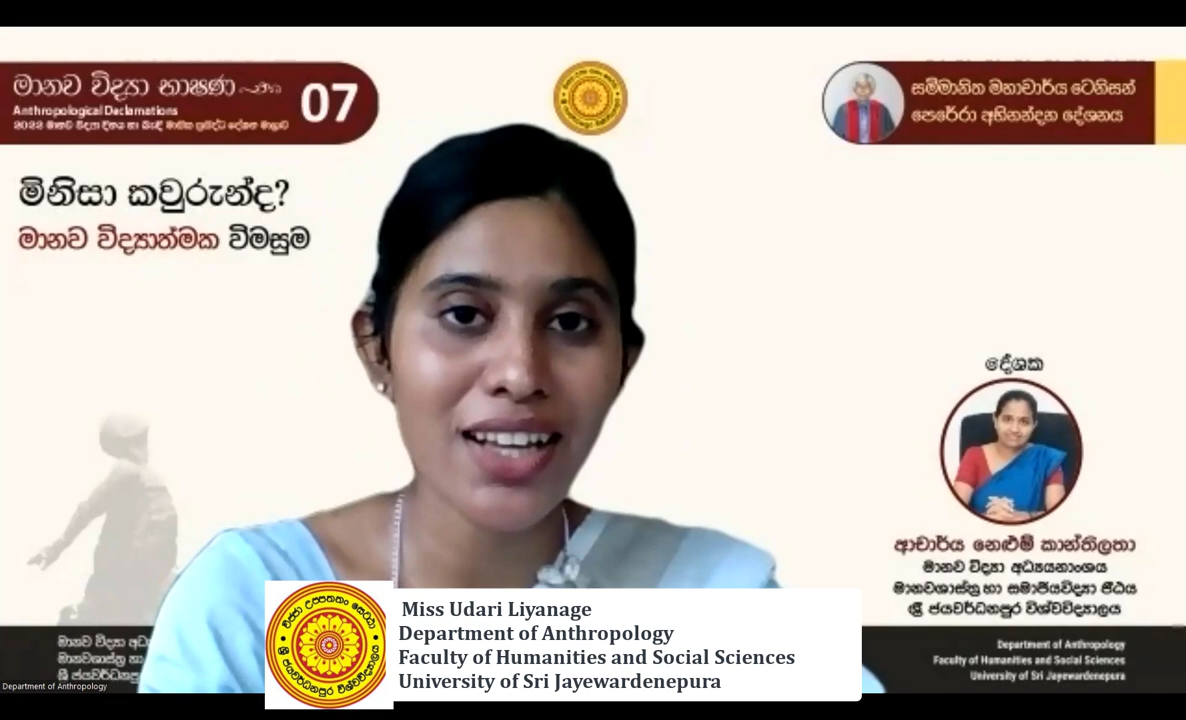 මානව විද්‍යා භාෂණ
Anthropological Declamations
07
සම්මානිත මහාචාර්ය ටෙනිසන්
පෙරේරා අභිනන්දන දේශනය
මිනිසා කවුරුන්ද?
මානව විද්‍යාත්මක විමසුම
දේශක
ආචාර්ය නෙළුම් කාන්තිලතා
මානව විද්‍යා අධ්‍යයනාංශය
මානවශාස්ත්‍ර හා සමාජීයවිද්‍යා පීඨය
ශ්‍රී ජයවර්ධනපුර විශ්වවිද්‍යාලය
මානව විද්‍යා
මානවශාස්ත්‍ර හා
ශ්‍රී
Department of Anthropology
Miss Udari Liyanage
Department of Anthropology
Faculty of Humanities and Social Sciences
University of Sri Jayewardenepura
Department of Anthropology
Faculty of Humanities and Social Sciences
University of Sri Jayewardenepura